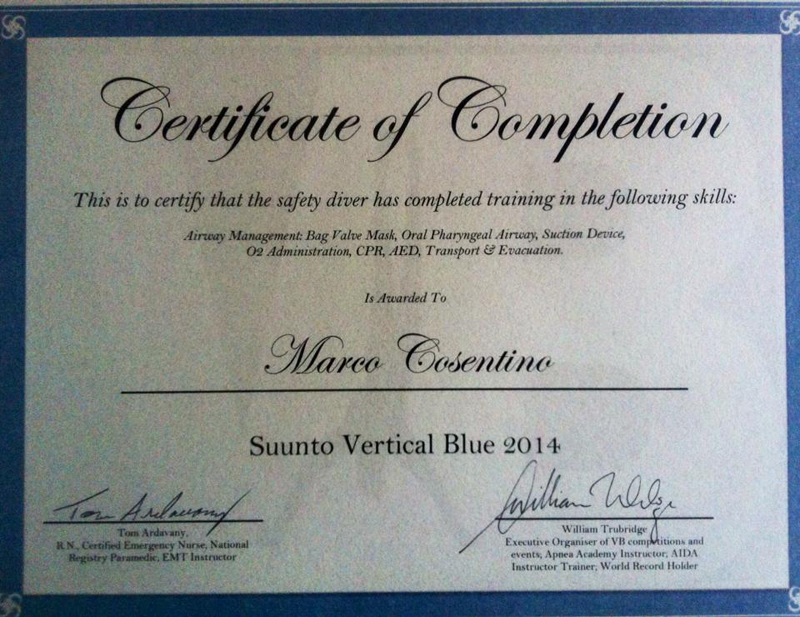 Certificate of Completion
This is to certify that the safety diver has completed training in the following skills:
Airway Management: Bag Valve Mask, Oral Pharyngeal Airway, Suction Device,
O2 Administration, CPR, AED, Transport & Evacuation.
Is Awarded To
Marco Cosentino
Suunto Vertical Blue 2014
Tom Ardavany
Tom Ardavany,
R.N., Certified Emergency Nurse, National
Registry Paramedic, EMT Instructor
William
William Trubridge
Executive Organiser of VB competitions and
events; Apnea Academy Instructor; AIDA
Instructor Trainer; World Record Holder